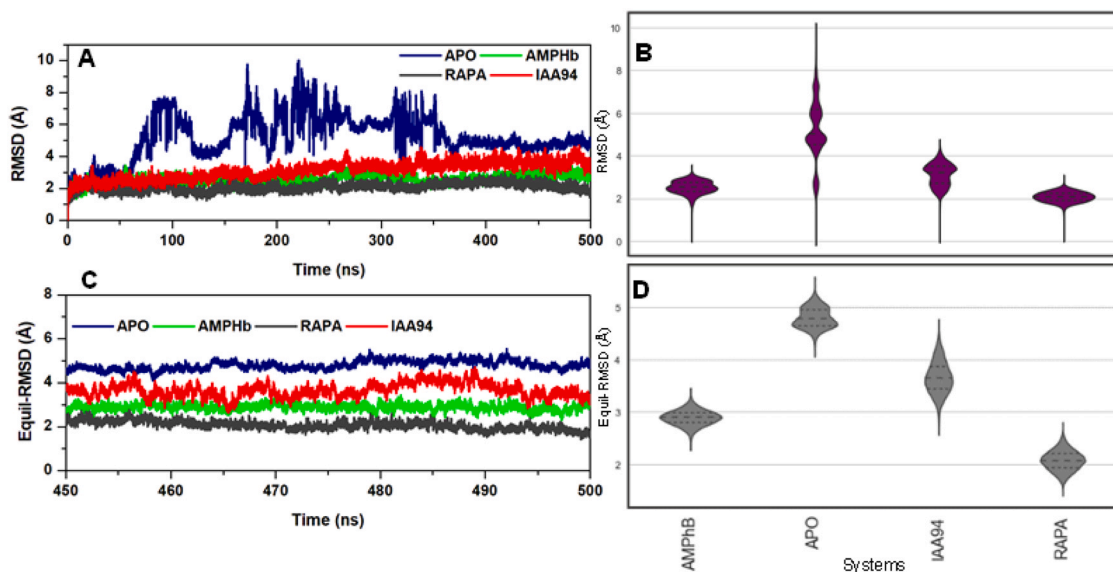 A
APO AMPHb
RAPA IAA94
RMSD (Å)
10
8
6
4
2
0
0 100 200 300 400 500
Time (ns)
B
RMSD (Å)
10
8
6
4
2
0
C
APO AMPHb RAPA IAA94
Equil-RMSD (Å)
8
6
4
2
0
450 460 470 480 490 500
Time (ns)
D
Equil-RMSD (Å)
5
4
3
2
AMPhB APO IAA94 RAPA
Systems